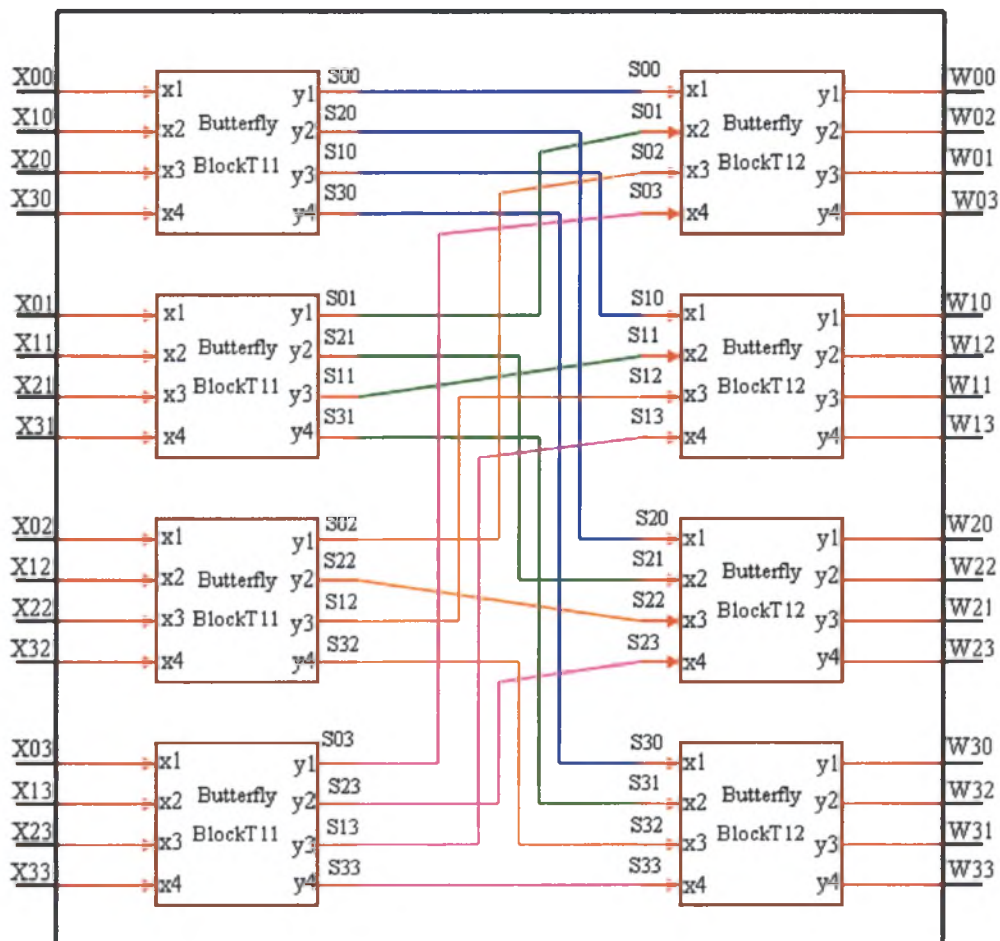 X00 S00 S00 W00
x1 y1 x1 y1
X10 Butterfly S20 S01 Butterfly W02
x2 y2 x2 y2
X20 BlockT11 S10 S02 BlockT12 W01
x3 y3 x3 y3
X30 S30 S03 W03
x4 y4 x4 y4
X01 S01 S10 W10
x1 y1 x1 y1
X11 Butterfly S21 S11 Butterfly W12
x2 y2 x2 y2
X21 BlockT11 S11 S12 BlockT12 W11
x3 y3 x3 y3
X31 S31 S13 W13
x4 y4 x4 y4
X02 S02 S20 W20
x1 y1 x1 y1
X12 Butterfly S22 S21 Butterfly W22
x2 y2 x2 y2
X22 BlockT11 S12 S22 BlockT12 W21
x3 y3 x3 y3
X32 S32 S23 W23
x4 y4 x4 y4
X03 S03 S30 W30
x1 y1 x1 y1
X13 Butterfly S23 S31 Butterfly W32
x2 y2 x2 y2
X23 BlockT11 S13 S32 BlockT12 W31
x3 y3 x3 y3
X33 S33 S33 W33
x4 y4 x4 y4